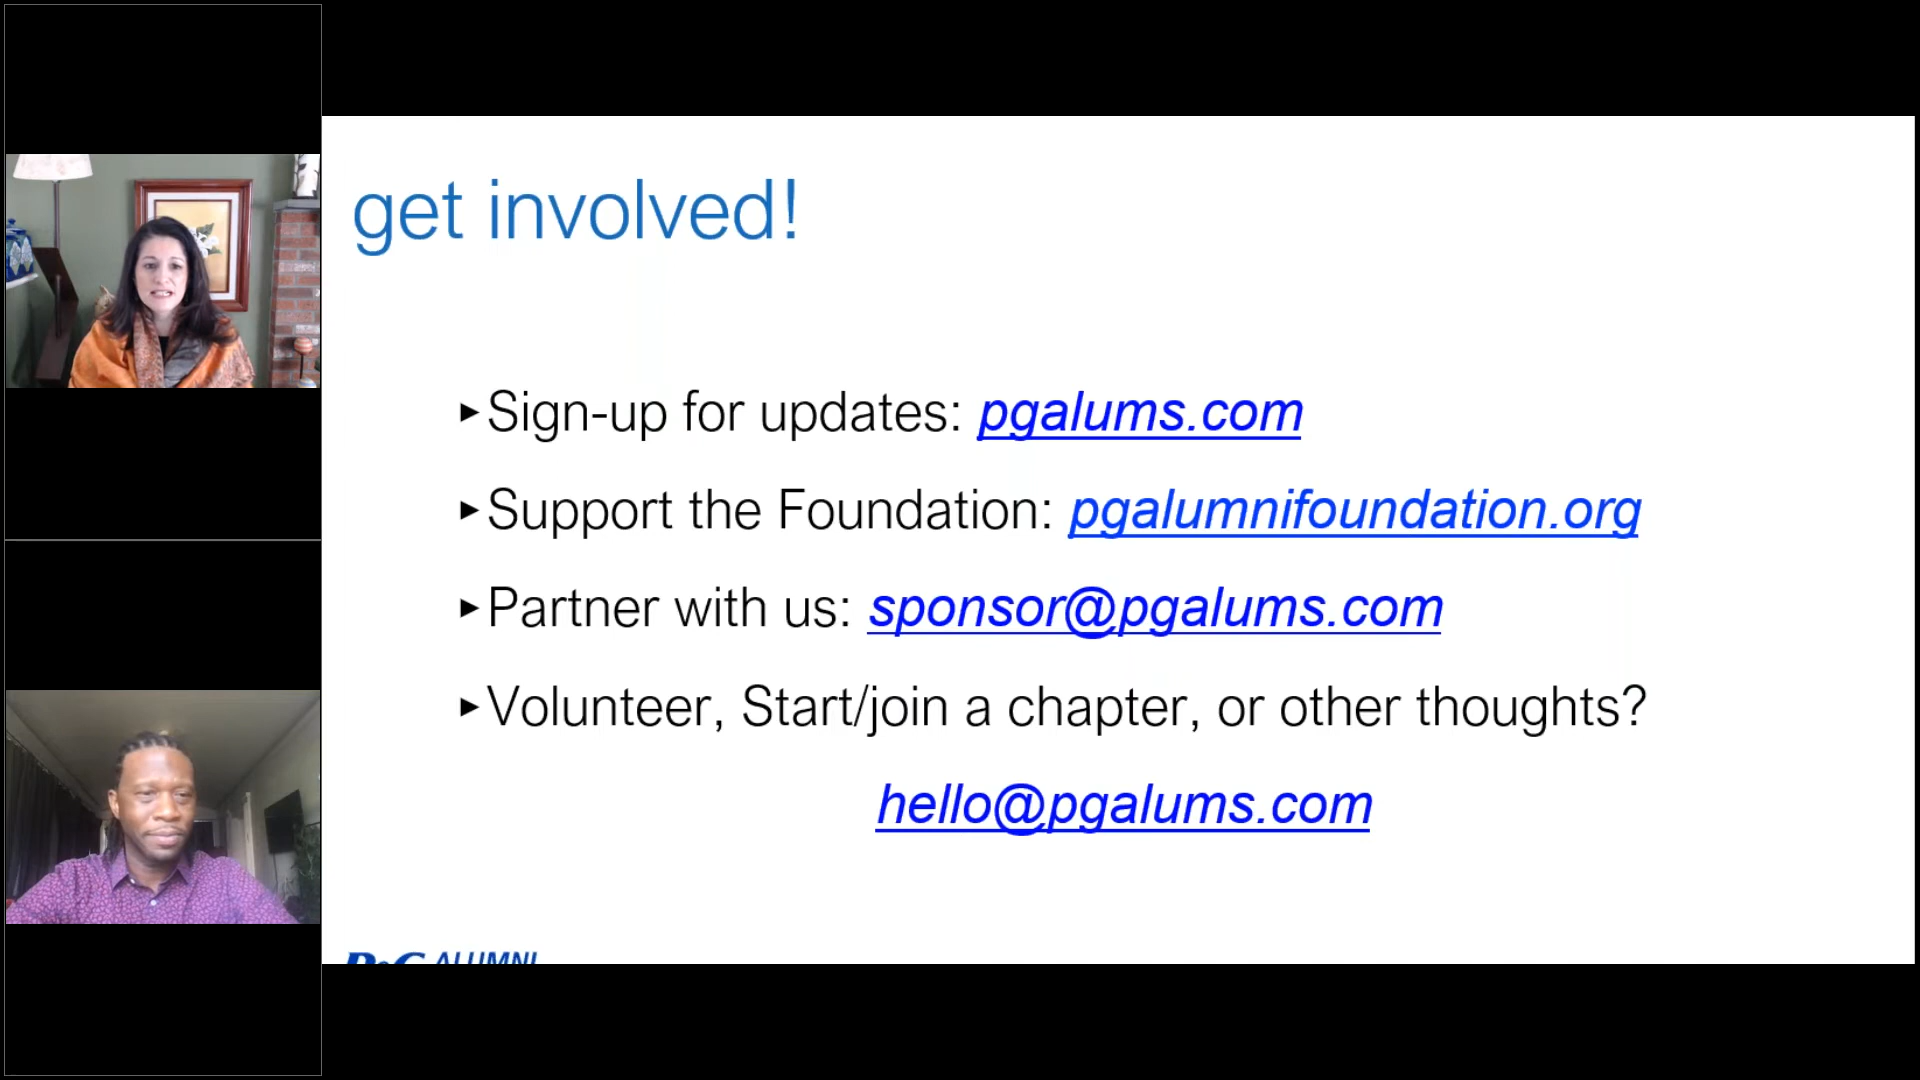 get involved!
▸Sign-up for updates: pgalums.com
▸Support the Foundation: pgalumnifoundation.org
▸Partner with us: sponsor@pgalums.com
▸Volunteer, Start/join a chapter, or other thoughts?
hello@pgalums.com
P&G ALUMNI